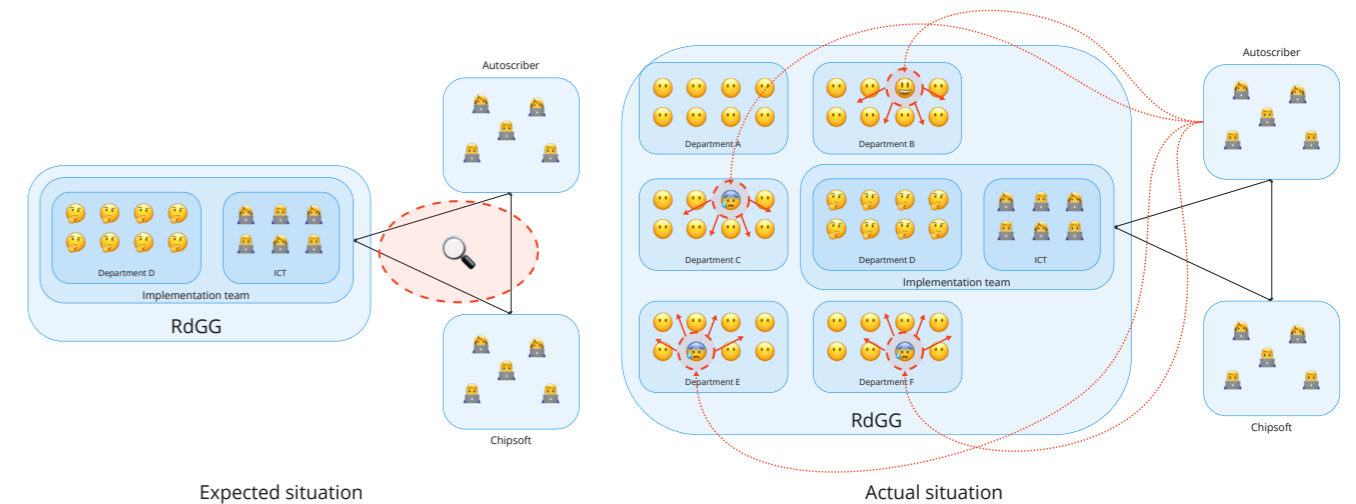 Autoscriber
Department D
ICT
Implementation team
RdGG
Chipsoft
Expected situation
Autoscriber
Department A
Department B
Department C
Department D
ICT
Implementation team
Department E
Department F
RdGG
Chipsoft
Actual situation